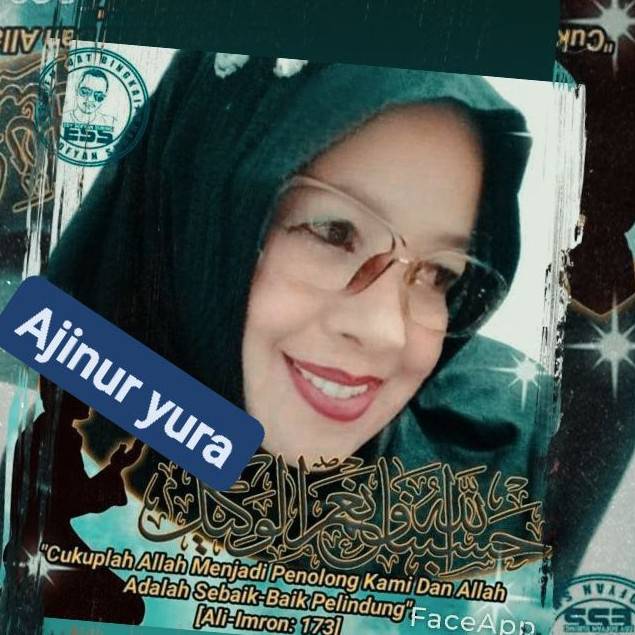 ESS
Ajinur yura
حسبنا الله ونعم الوكيل
"Cukuplah Allah Menjadi Penolong Kami Dan Allah
Adalah Sebaik-Baik Pelindung"
[Ali-Imron: 173]
FaceApp